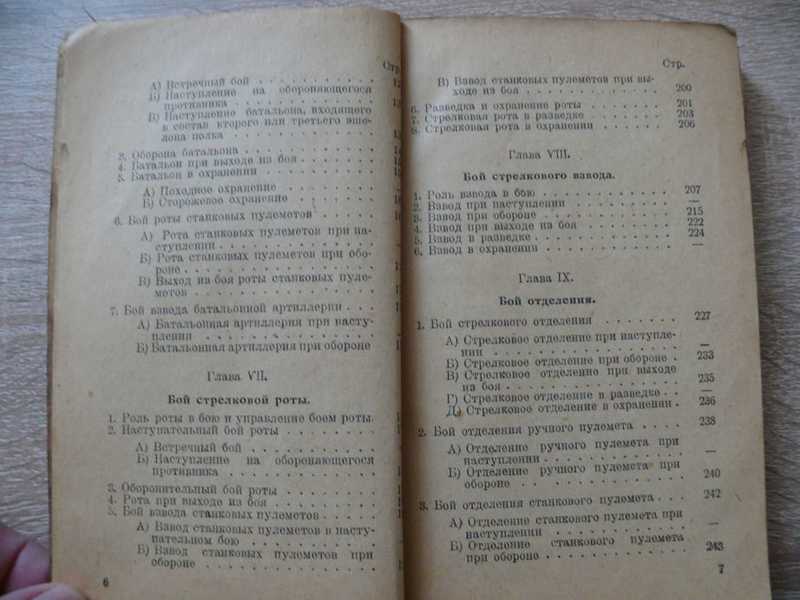 Стр.
А) Встречный бой
Б) Наступление на обороняющегося
противника
В) Наступление батальона, входящего
в состав второго или третьего эше-
лона полка
3. Оборона батальона
4. Батальон при выходе из боя
5. Батальон в охранении
А) Походное охранение
Б) Сторожевое охранение
6. Бой роты станковых пулеметов
А) Рота станковых пулеметов при на-
ступлении
Б) Рота станковых пулеметов при обо-
роне
В) Выход из боя роты станковых пуле-
метов
7. Бой взвода батальонной артиллерии
А) Батальонная артиллерия при насту-
плении
Б) Батальонная артиллерия при обороне
Глава VII.
Бой стрелковой роты.
1. Роль роты в бою и управление боем роты.
2. Наступательный бой роты
А) Встречный бой
Б) Наступление на обороняющегося
противника
3. Оборонительный бой роты
4. Рота при выходе из боя
5. Бой взвода станковых пулеметов
А) Взвод станковых пулеметов в насту-
пательном бою
Б) Взвод станковых пулеметов при
обороне
6
Стр.
В) Взвод станковых пулеметов при вы-
ходе из боя 200
6. Разведка и охранение роты 201
7. Стрелковая рота в разведке 203
8. Стрелковая рота в охранении 206
Глава VIII.
Бой стрелкового взвода.
1. Роль взвода в бою 207
2. Взвод при наступлении —
3. Взвод при обороне 215
4. Взвод при выходе из боя 222
5. Взвод в разведке 224
6. Взвод в охранении —
Глава IX.
Бой отделения.
1. Бой стрелкового отделения 227
А) Стрелковое отделение при наступле-
нии —
Б) Стрелковое отделение при обороне 233
В) Стрелковое отделение при выходе
из боя 235
Г) Стрелковое отделение в разведке —
Д) Стрелковое отделение в охранении 236
2. Бой отделения ручного пулемета 238
А) Отделение ручного пулемета при
наступлении —
Б) Отделение ручного пулемета при
обороне 240
3. Бой отделения станкового пулемета 242
А) Отделение станкового пулемета при
наступлении —
Б) Отделение станкового пулемета
при обороне 243
7